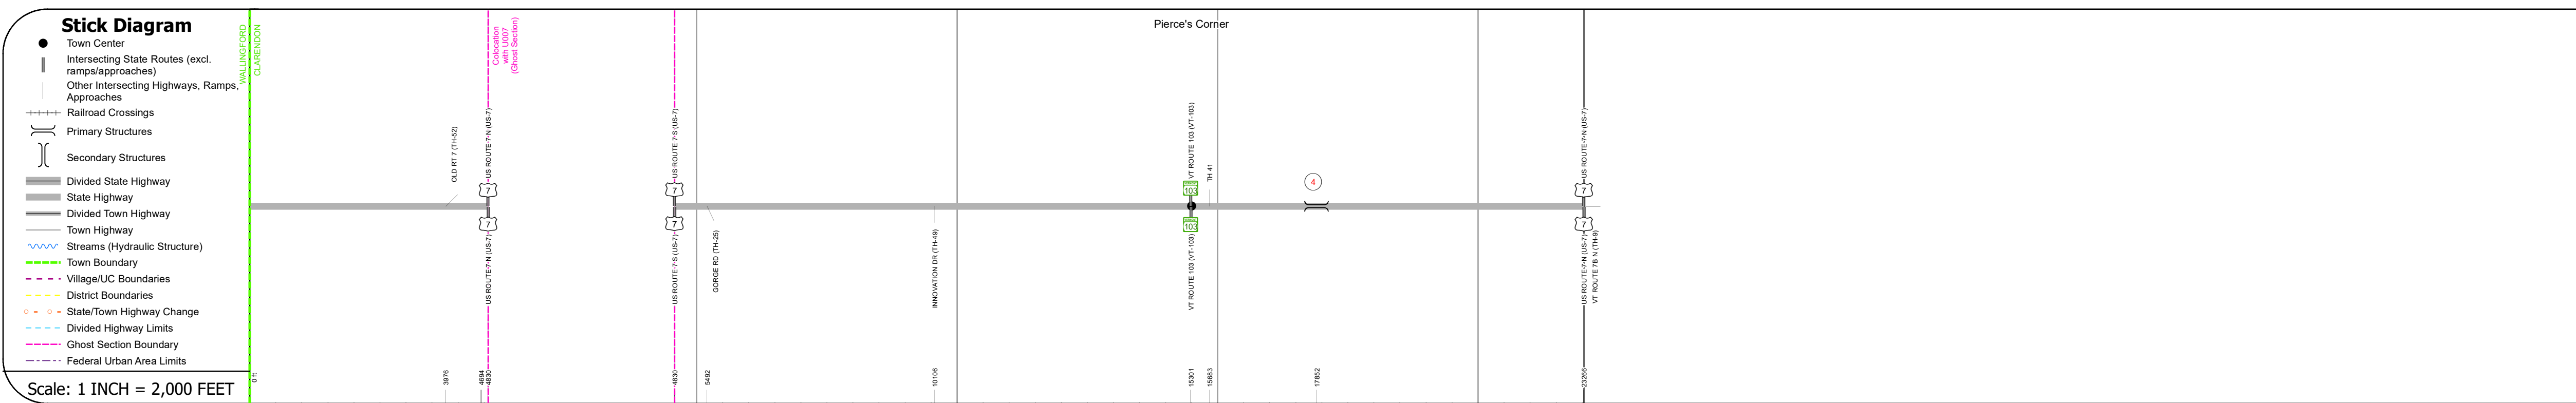 Stick Diagram
Town Center
Intersecting State Routes (excl.
ramps/approaches)
Other Intersecting Highways, Ramps,
Approaches
Railroad Crossings
Primary Structures
Secondary Structures
Divided State Highway
State Highway
Divided Town Highway
Town Highway
Streams (Hydraulic Structure)
Town Boundary
Village/UC Boundaries
District Boundaries
State/Town Highway Change
Divided Highway Limits
Ghost Section Boundary
Federal Urban Area Limits
Scale: 1 INCH = 2,000 FEET
WALLINGFORD
CLARENDON
0 ft
OLD RT 7 (TH-52)
3976
4694
Colocation
with U007
(Ghost Section)
US ROUTE-7-N (US-7)
7
7
US ROUTE-7-N (US-7)
4830
US ROUTE-7-S (US-7)
7
7
US ROUTE-7-S (US-7)
4830
GORGE RD (TH-25)
5492
INNOVATION DR (TH-49)
10106
Pierce's Corner
VT ROUTE 103 (VT-103)
103
103
VT ROUTE 103 (VT-103)
15301
TH 41
15683
4
17852
US ROUTE-7-N (US-7)
7
7
US ROUTE-7-N (US-7)
VT ROUTE 7B N (TH-9)
23266